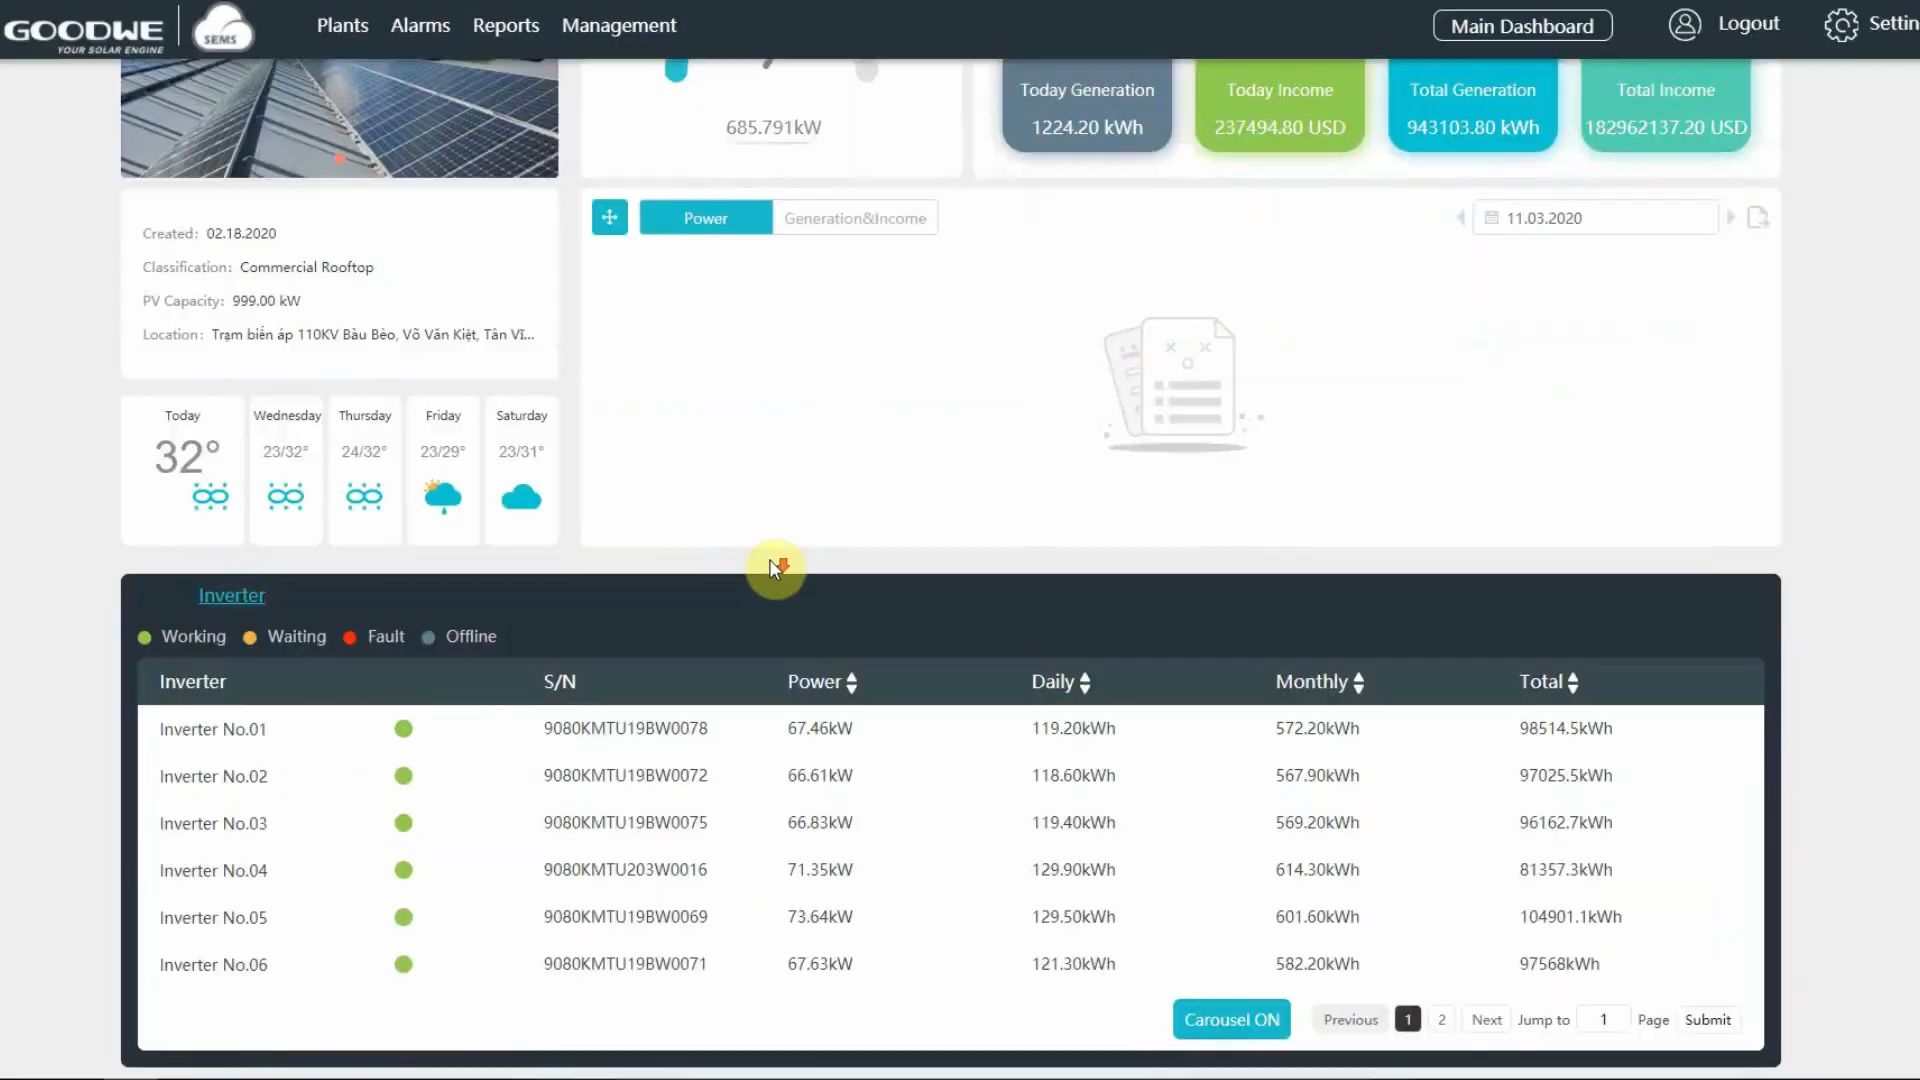 GOODWE
YOUR SOLAR ENGINE
SEMS
Plants Alarms Reports Management
Main Dashboard
Logout
Settin
685.791kW
Today Generation
1224.20 kWh
Today Income
237494.80 USD
Total Generation
943103.80 kWh
Total Income
182962137.20 USD
Created: 02.18.2020
Classification: Commercial Rooftop
PV Capacity: 999.00 kW
Location: Trạm biến áp 110KV Bàu Bèo, Võ Văn Kiệt, Tân Vĩ...
Power Generation&Income
11.03.2020
Today
32°
Wednesday
23/32°
Thursday
24/32°
Friday
23/29°
Saturday
23/31°
Inverter
Working Waiting Fault Offline
Inverter S/N Power Daily Monthly Total
Inverter No.01 9080KMTU19BW0078 67.46kW 119.20kWh 572.20kWh 98514.5kWh
Inverter No.02 9080KMTU19BW0072 66.61kW 118.60kWh 567.90kWh 97025.5kWh
Inverter No.03 9080KMTU19BW0075 66.83kW 119.40kWh 569.20kWh 96162.7kWh
Inverter No.04 9080KMTU203W0016 71.35kW 129.90kWh 614.30kWh 81357.3kWh
Inverter No.05 9080KMTU19BW0069 73.64kW 129.50kWh 601.60kWh 104901.1kWh
Inverter No.06 9080KMTU19BW0071 67.63kW 121.30kWh 582.20kWh 97568kWh
Carousel ON Previous 1 2 Next Jump to 1 Page Submit